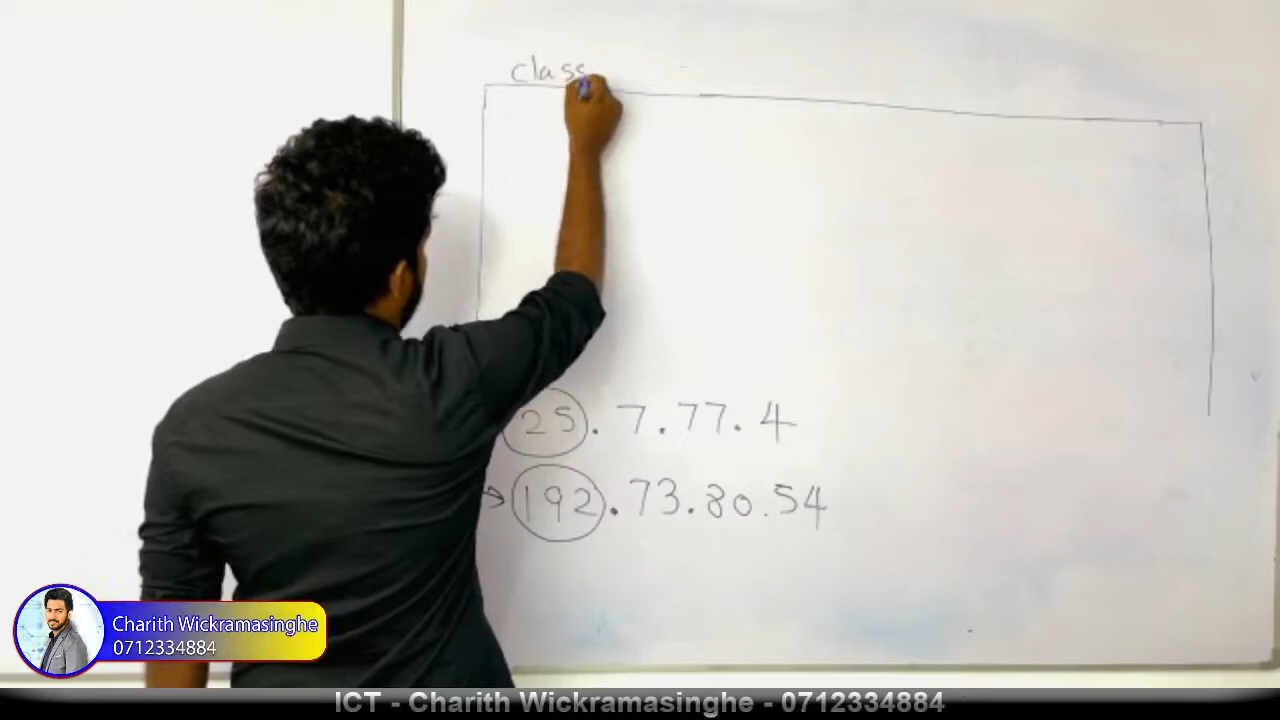 class
25.7.77.4
→ 192.73.80.54
Charith Wickramasinghe
0712334884
ICT - Charith Wickramasinghe - 0712334884